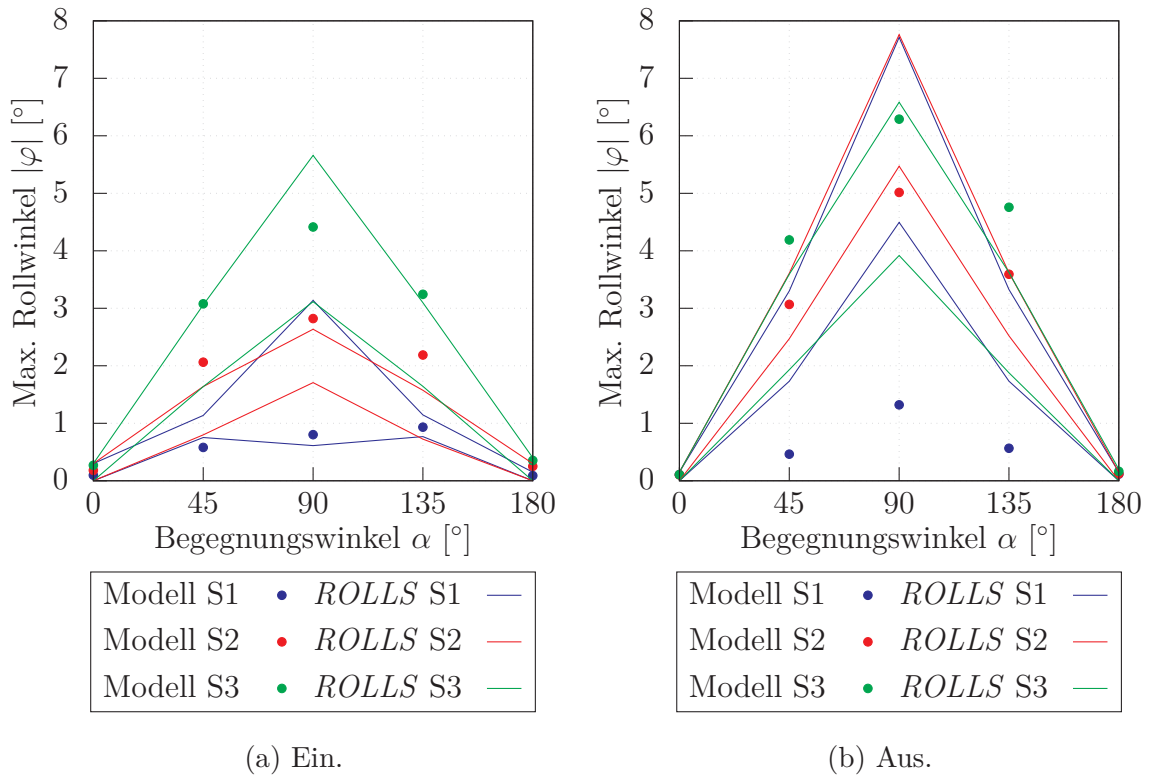 Max. Rollwinkel |φ| [°]
8
7
6
5
4
3
2
1
0
0 45 90 135 180
Begegnungswinkel α [°]
Modell S1 ROLLS S1
Modell S2 ROLLS S2
Modell S3 ROLLS S3
(a) Ein.
Max. Rollwinkel |φ| [°]
8
7
6
5
4
3
2
1
0
0 45 90 135 180
Begegnungswinkel α [°]
Modell S1 ROLLS S1
Modell S2 ROLLS S2
Modell S3 ROLLS S3
(b) Aus.